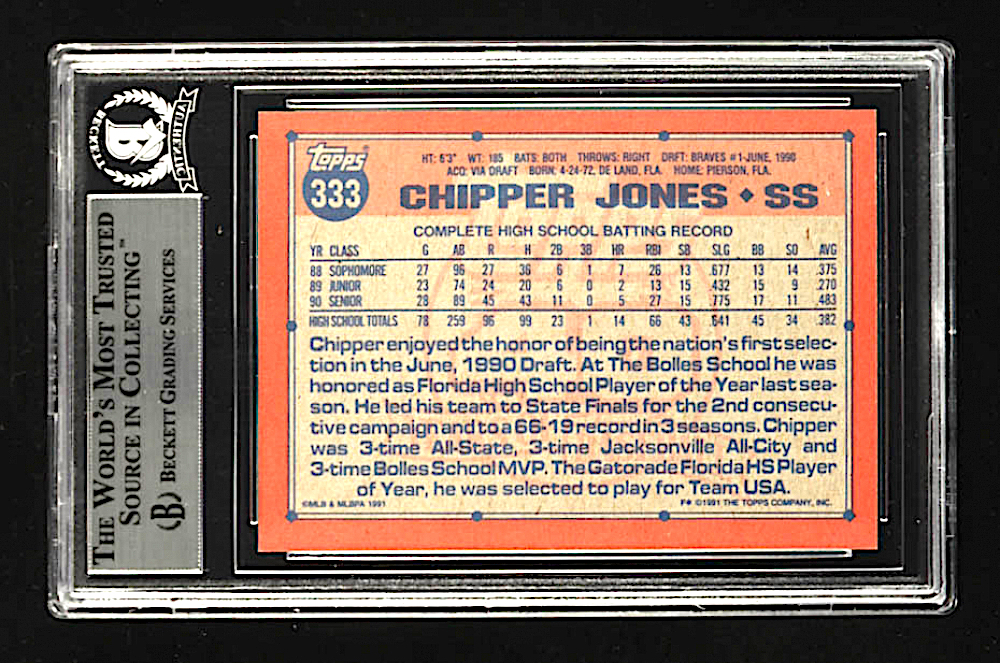 BECKETT
AUTHENTIC
B
THE WORLD'S MOST TRUSTED
SOURCE IN COLLECTING™
B BECKETT GRADING SERVICES
Topps
333
HT: 6'3" WT: 185 BATS: BOTH THROWS: RIGHT DRFT: BRAVES #1-JUNE, 1990
ACQ: VIA DRAFT BORN: 4-24-72, DE LAND, FLA. HOME: PIERSON, FLA.
CHIPPER JONES ♦ SS
COMPLETE HIGH SCHOOL BATTING RECORD
YR CLASS G AB R H 2B 3B HR RBI SB SLG BB SO AVG
88 SOPHOMORE 27 96 27 36 6 1 7 26 13 .677 13 14 .375
89 JUNIOR 23 74 24 20 6 0 2 13 15 .432 15 9 .270
90 SENIOR 28 89 45 43 11 0 5 27 15 .775 17 11 .483
HIGH SCHOOL TOTALS 78 259 96 99 23 1 14 66 43 .641 45 34 .382
Chipper enjoyed the honor of being the nation's first selec-
tion in the June, 1990 Draft. At The Bolles School he was
honored as Florida High School Player of the Year last sea-
son. He led his team to State Finals for the 2nd consecu-
tive campaign and to a 66-19 record in 3 seasons. Chipper
was 3-time All-State, 3-time Jacksonville All-City and
3-time Bolles School MVP. The Gatorade Florida HS Player
of Year, he was selected to play for Team USA.
©MLB & MLBPA 1991
F♦ ©1991 THE TOPPS COMPANY, INC.